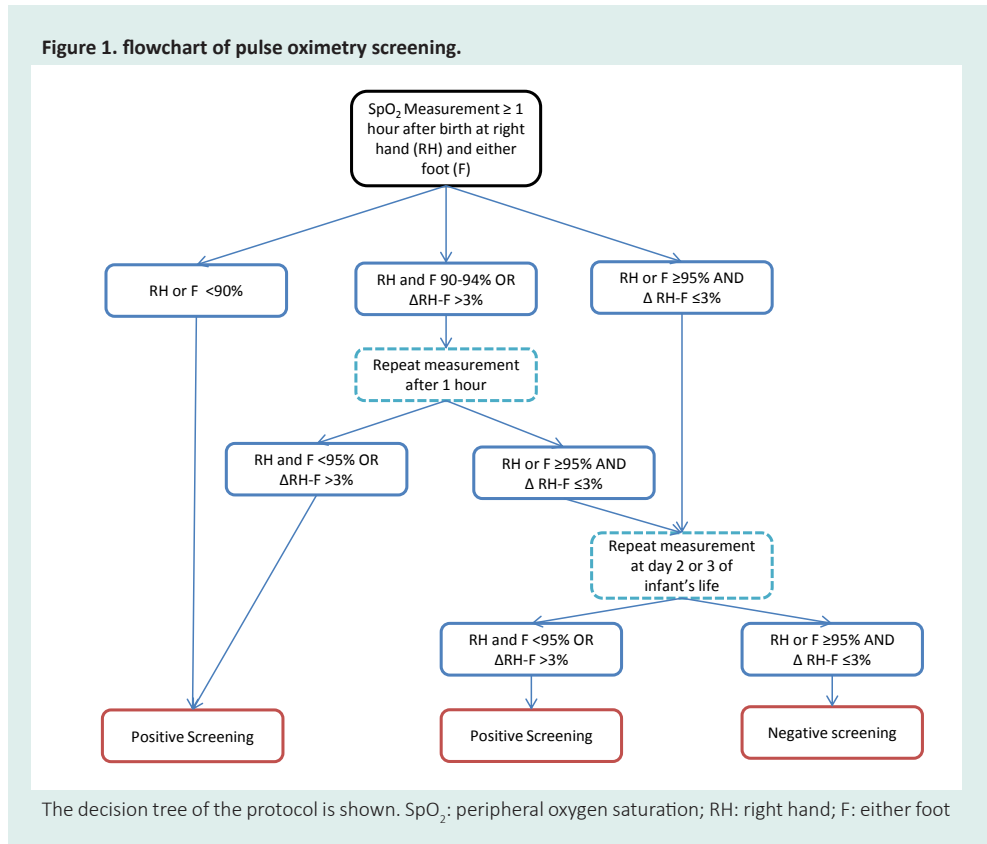 Figure 1. flowchart of pulse oximetry screening.
SpO₂ Measurement ≥ 1
hour after birth at right
hand (RH) and either
foot (F)
RH or F <90%
RH and F 90-94% OR
ΔRH-F >3%
RH or F ≥95% AND
Δ RH-F ≤3%
Repeat measurement
after 1 hour
RH and F <95% OR
ΔRH-F >3%
RH or F ≥95% AND
Δ RH-F ≤3%
Repeat measurement
at day 2 or 3 of
infant’s life
RH and F <95% OR
ΔRH-F >3%
RH or F ≥95% AND
Δ RH-F ≤3%
Positive Screening
Positive Screening
Negative screening
The decision tree of the protocol is shown. SpO₂: peripheral oxygen saturation; RH: right hand; F: either foot